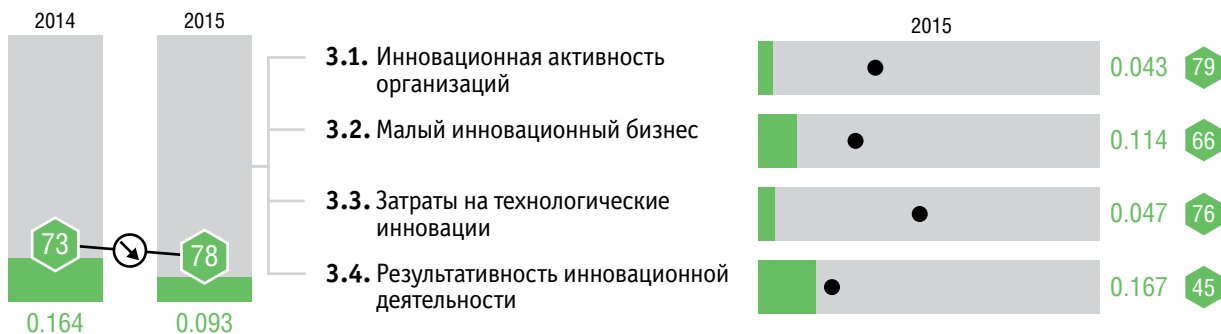 2014
2015
73
78
0.164
0.093
3.1. Инновационная активность
организаций
3.2. Малый инновационный бизнес
3.3. Затраты на технологические
инновации
3.4. Результативность инновационной
деятельности
2015
0.043 79
0.114 66
0.047 76
0.167 45